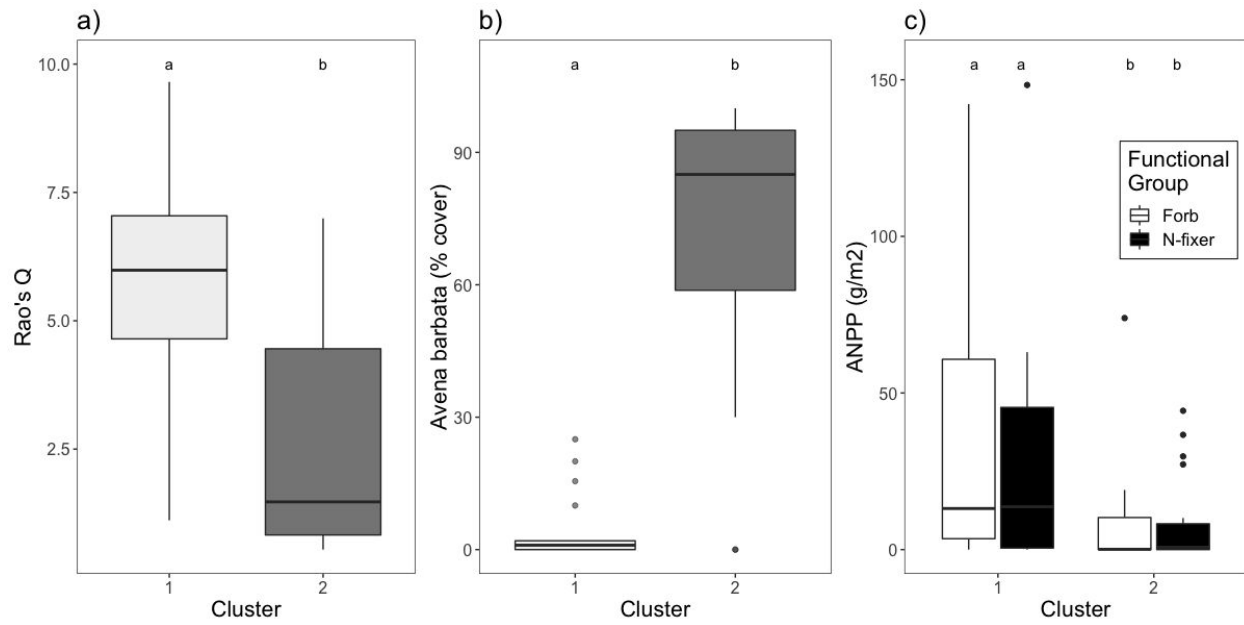 a)
10.0
7.5
5.0
2.5
Rao's Q
a
b
1
2
Cluster
b)
90
60
30
0
Avena barbata (% cover)
a
b
1
2
Cluster
c)
150
100
50
0
ANPP (g/m2)
a a b b
Functional
Group
Forb
N-fixer
1
2
Cluster